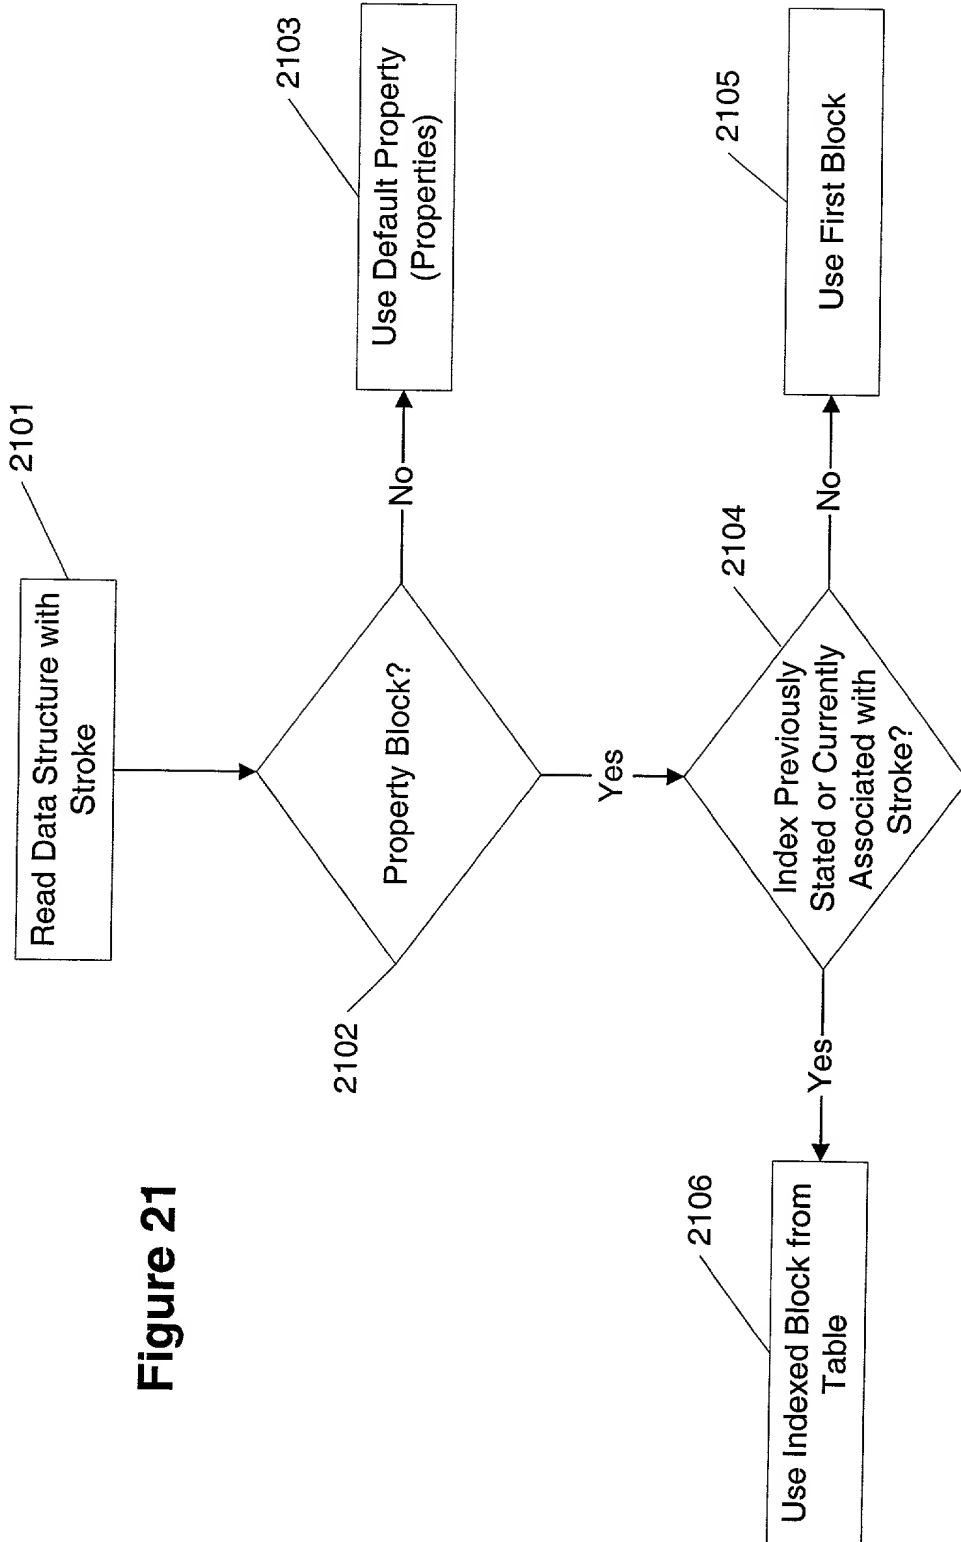 Figure 21
2101
Read Data Structure with
Stroke
2102
Property Block?
No
2103
Use Default Property
(Properties)
Yes
2104
Index Previously
Stated or Currently
Associated with
Stroke?
No
2105
Use First Block
Yes
2106
Use Indexed Block from
Table